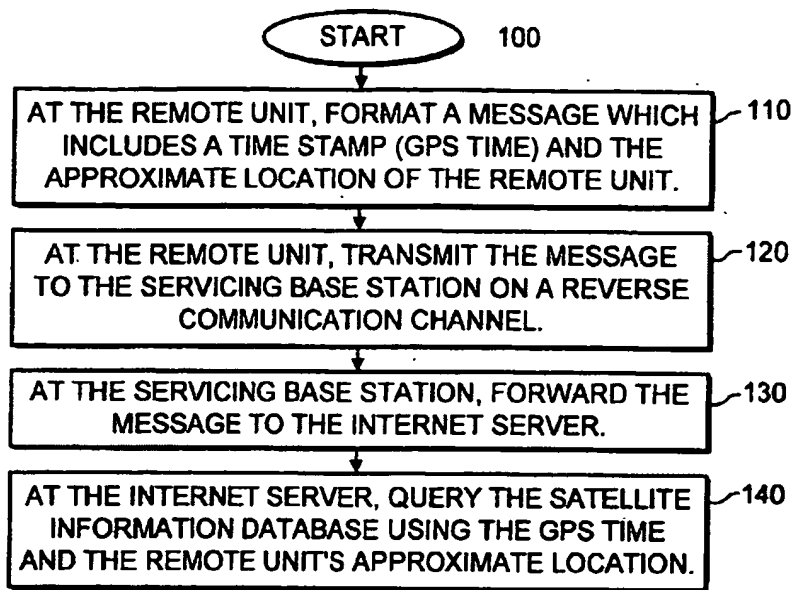 START 100
AT THE REMOTE UNIT, FORMAT A MESSAGE WHICH 110
INCLUDES A TIME STAMP (GPS TIME) AND THE
APPROXIMATE LOCATION OF THE REMOTE UNIT.
AT THE REMOTE UNIT, TRANSMIT THE MESSAGE 120
TO THE SERVICING BASE STATION ON A REVERSE
COMMUNICATION CHANNEL.
AT THE SERVICING BASE STATION, FORWARD THE 130
MESSAGE TO THE INTERNET SERVER.
AT THE INTERNET SERVER, QUERY THE SATELLITE 140
INFORMATION DATABASE USING THE GPS TIME
AND THE REMOTE UNIT'S APPROXIMATE LOCATION.